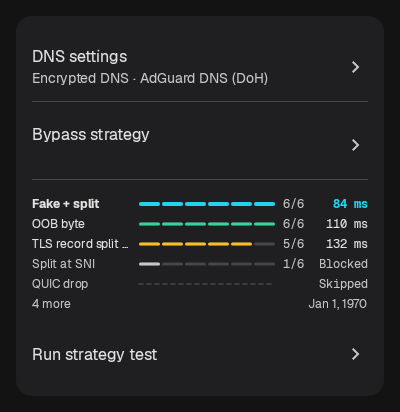 DNS settings
Encrypted DNS · AdGuard DNS (DoH)
Bypass strategy
Fake + split 6/6 84 ms
OOB byte 6/6 110 ms
TLS record split … 5/6 132 ms
Split at SNI 1/6 Blocked
QUIC drop Skipped
4 more Jan 1, 1970
Run strategy test